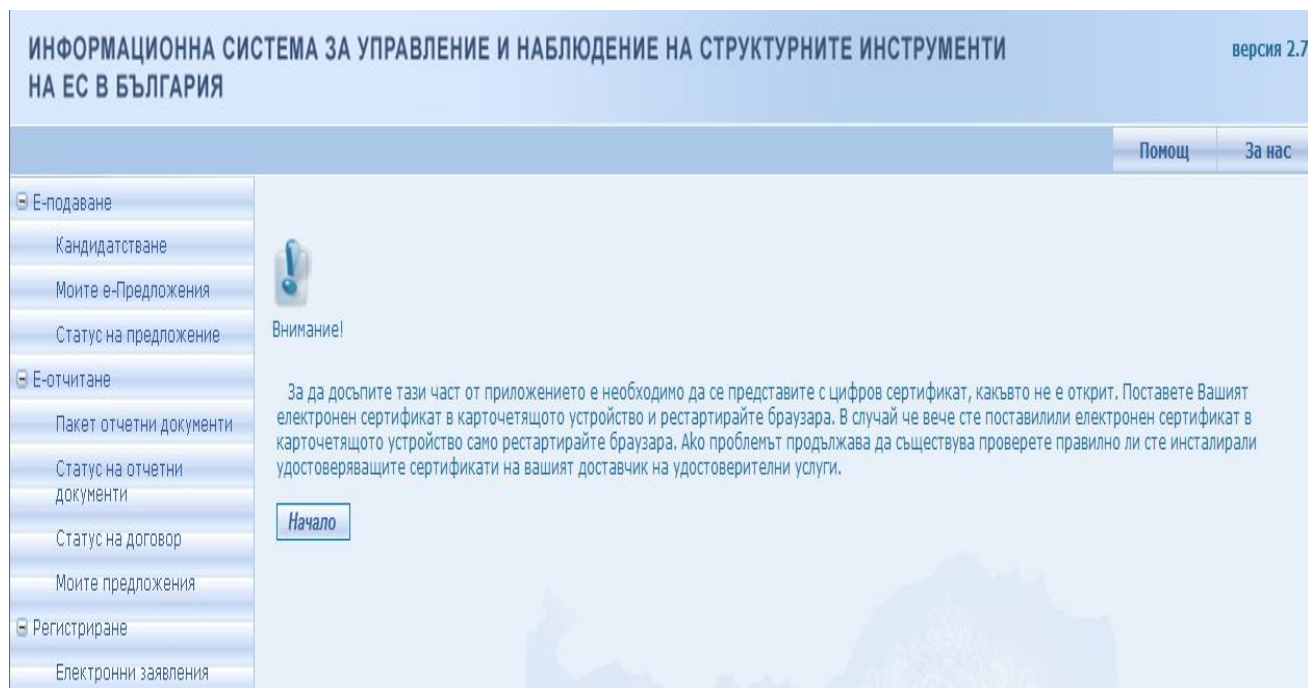 ИНФОРМАЦИОННА СИСТЕМА ЗА УПРАВЛЕНИЕ И НАБЛЮДЕНИЕ НА СТРУКТУРНИТЕ ИНСТРУМЕНТИ
НА ЕС В БЪЛГАРИЯ
версия 2.7
Помощ
За нас
Е-подаване
Кандидатстване
Моите е-Предложения
Статус на предложение
Е-отчитане
Пакет отчетни документи
Статус на отчетни
документи
Статус на договор
Моите предложения
Регистриране
Електронни заявления
Внимание!
За да досъпите тази част от приложението е необходимо да се представите с цифров сертификат, какъвто не е открит. Поставете Вашият
електронен сертификат в карточетящото устройство и рестартирайте браузара. В случай че вече сте поставилили електронен сертификат в
карточетящото устройство само рестартирайте браузара. Ако проблемът продължава да съществува проверете правилно ли сте инсталирали
удостоверяващите сертификати на вашият доставчик на удостоверителни услуги.
Начало